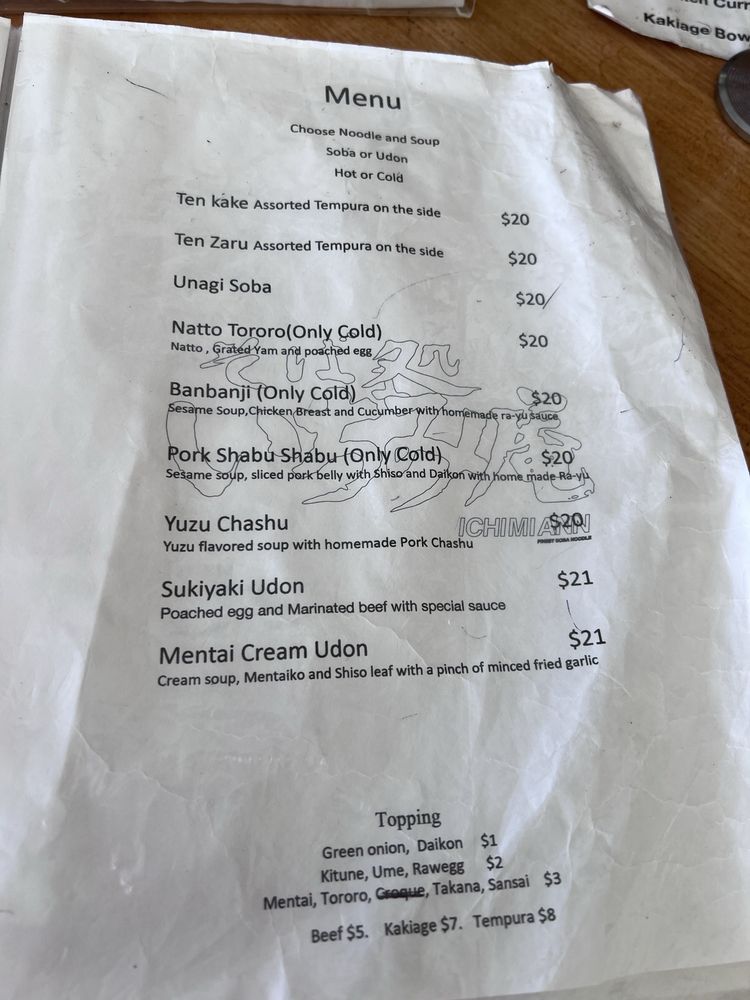 en Curr
Kakiage Bow
Menu
Choose Noodle and Soup
Soba or Udon
Hot or Cold
Ten kake Assorted Tempura on the side $20
Ten Zaru Assorted Tempura on the side $20
Unagi Soba $20
Natto Tororo(Only Cold) $20
Natto , Grated Yam and poached egg
Banbanji (Only Cold) $20
Sesame Soup,Chicken Breast and Cucumber with homemade ra-yu sauce
Pork Shabu Shabu (Only Cold) $20
Sesame soup, sliced pork belly with Shiso and Daikon with home made Ra-yu
Yuzu Chashu $20
ICHIMI ANN
FINEST SOBA NOODLE
Yuzu flavored soup with homemade Pork Chashu
Sukiyaki Udon $21
Poached egg and Marinated beef with special sauce
Mentai Cream Udon $21
Cream soup, Mentaiko and Shiso leaf with a pinch of minced fried garlic
Topping
Green onion, Daikon $1
Kitune, Ume, Rawegg $2
Mentai, Tororo, Croque, Takana, Sansai $3
Beef $5. Kakiage $7. Tempura $8